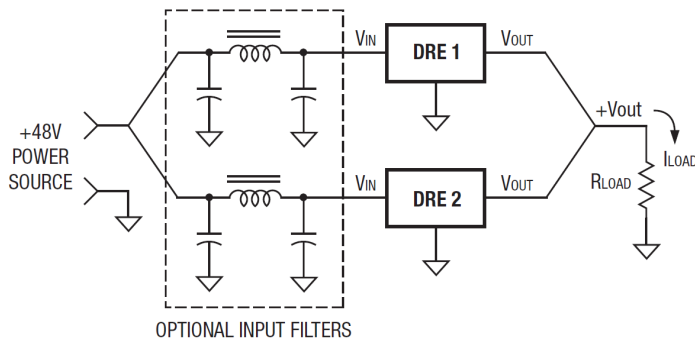 VIN
DRE 1
VOUT
+48V
POWER
SOURCE
+Vout
ILOAD
RLOAD
VIN
DRE 2
VOUT
OPTIONAL INPUT FILTERS